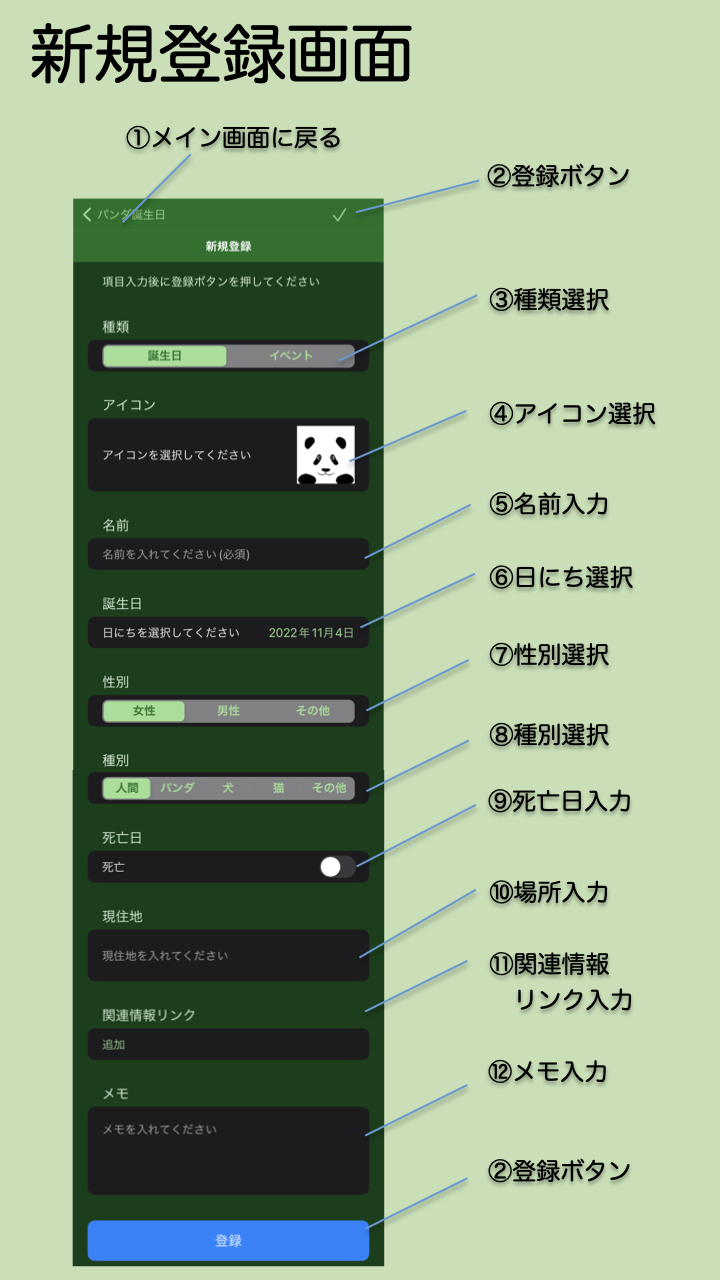 新規登録画面
①メイン画面に戻る
②登録ボタン
パンダ誕生日
新規登録
項目入力後に登録ボタンを押してください
種類
③種類選択
誕生日 イベント
アイコン
④アイコン選択
アイコンを選択してください
名前
⑤名前入力
名前を入れてください(必須)
誕生日
⑥日にち選択
日にちを選択してください 2022年11月4日
性別
⑦性別選択
女性 男性 その他
種別
⑧種別選択
人間 パンダ 犬 猫 その他
⑨死亡日入力
死亡日
死亡
⑩場所入力
現住地
現住地を入れてください
⑪関連情報
リンク入力
関連情報リンク
追加
⑫メモ入力
メモ
メモを入れてください
②登録ボタン
登録